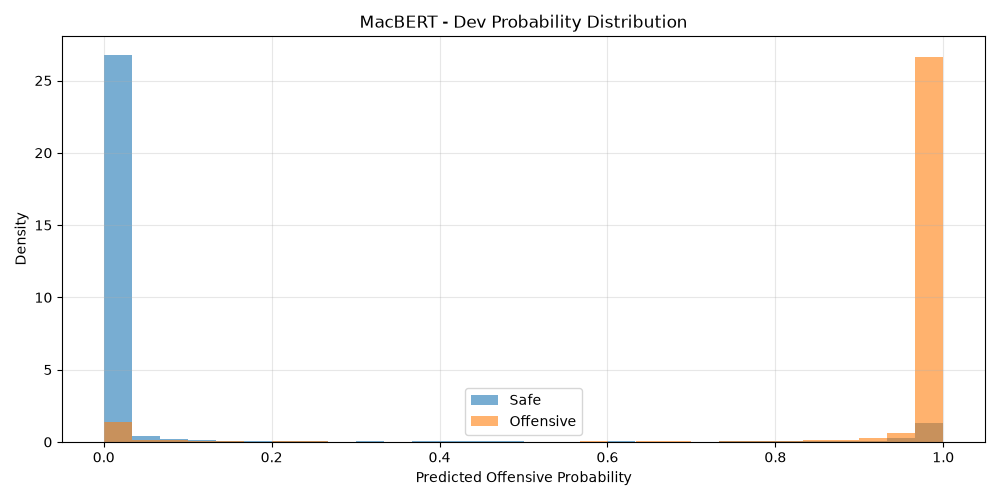 MacBERT - Dev Probability Distribution
Density
25
20
15
10
5
0
Safe
Offensive
0.0 0.2 0.4 0.6 0.8 1.0
Predicted Offensive Probability